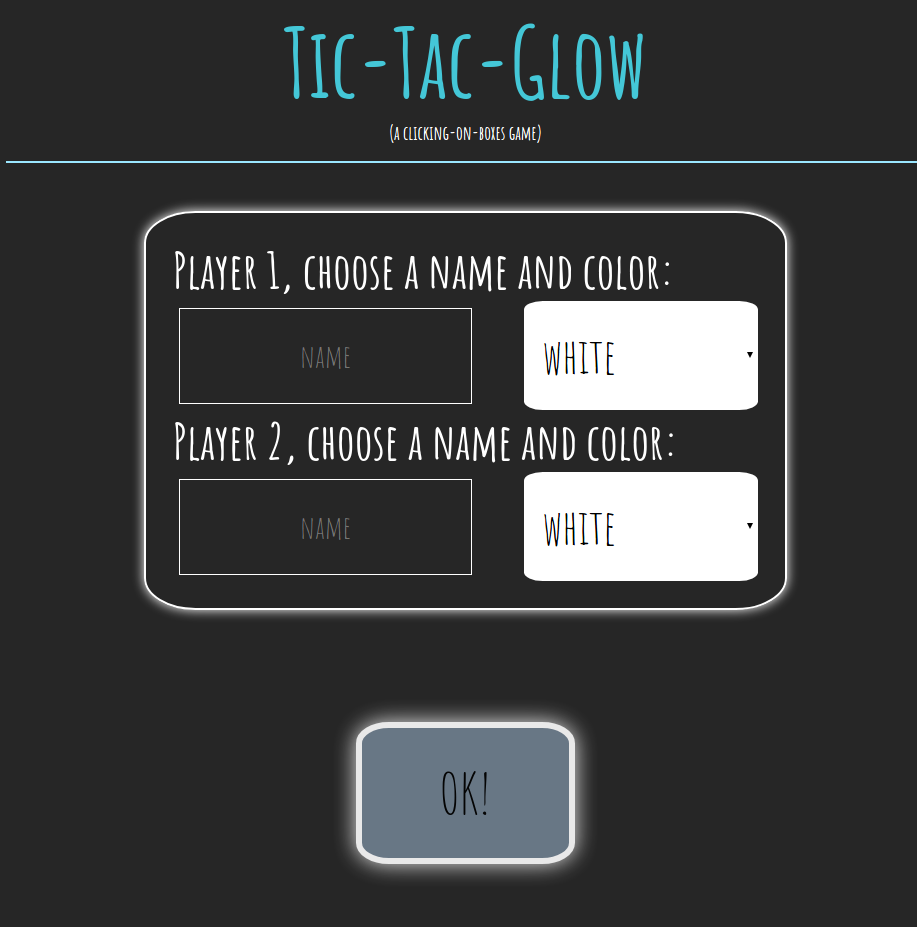 Tic-Tac-Glow
(a clicking-on-boxes game)
Player 1, choose a name and color:
name
white
Player 2, choose a name and color:
name
white
OK!